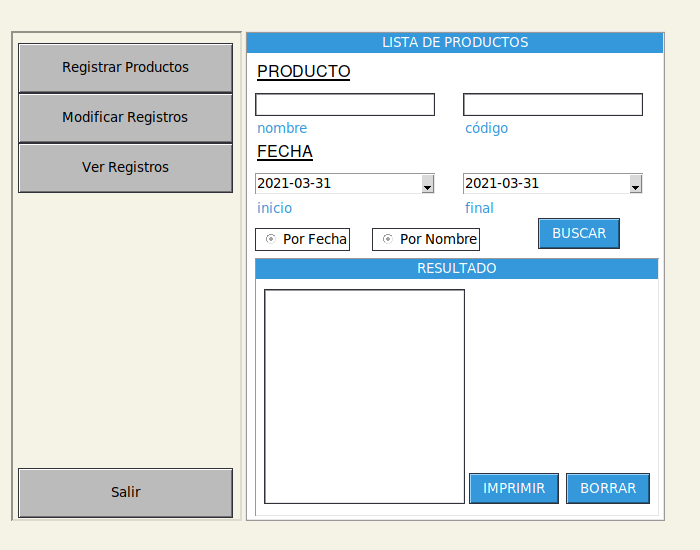 Registrar Productos
Modificar Registros
Ver Registros
Salir
LISTA DE PRODUCTOS
PRODUCTO
nombre
código
FECHA
2021-03-31
2021-03-31
inicio
final
Por Fecha
Por Nombre
BUSCAR
RESULTADO
IMPRIMIR
BORRAR